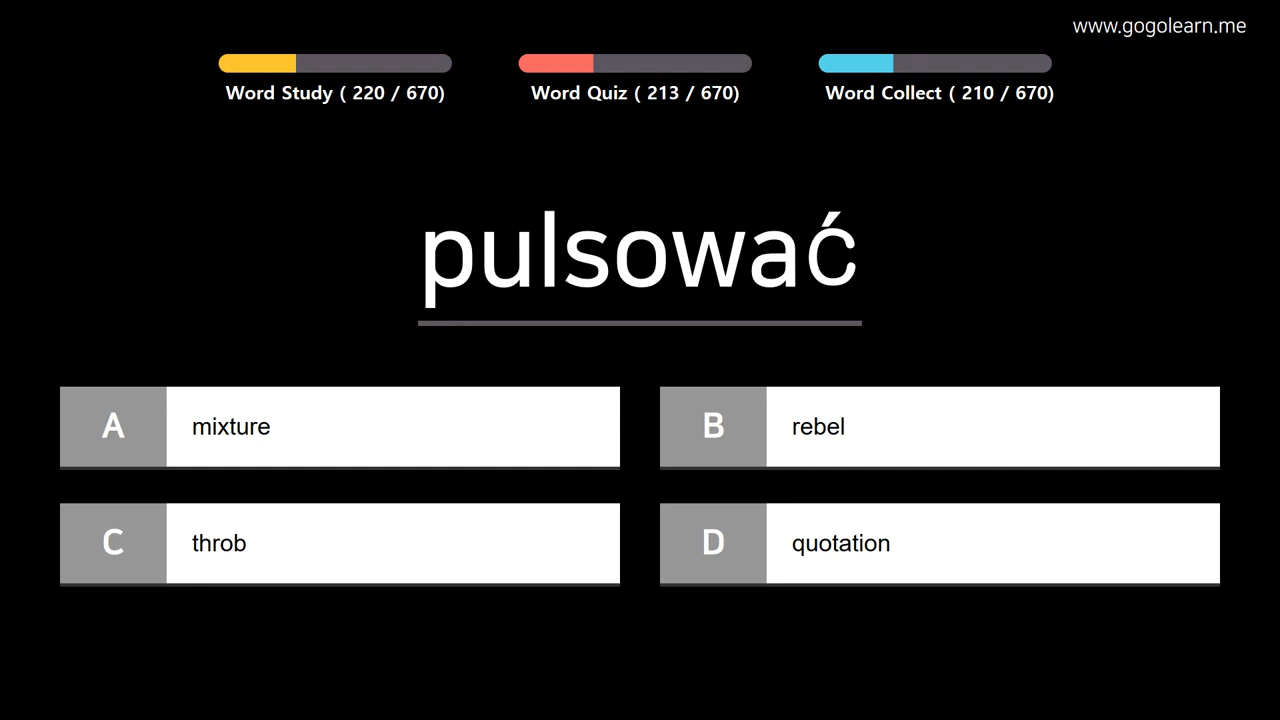 www.gogolearn.me
Word Study ( 220 / 670)
Word Quiz ( 213 / 670)
Word Collect ( 210 / 670)
pulsować
A mixture
B rebel
C throb
D quotation